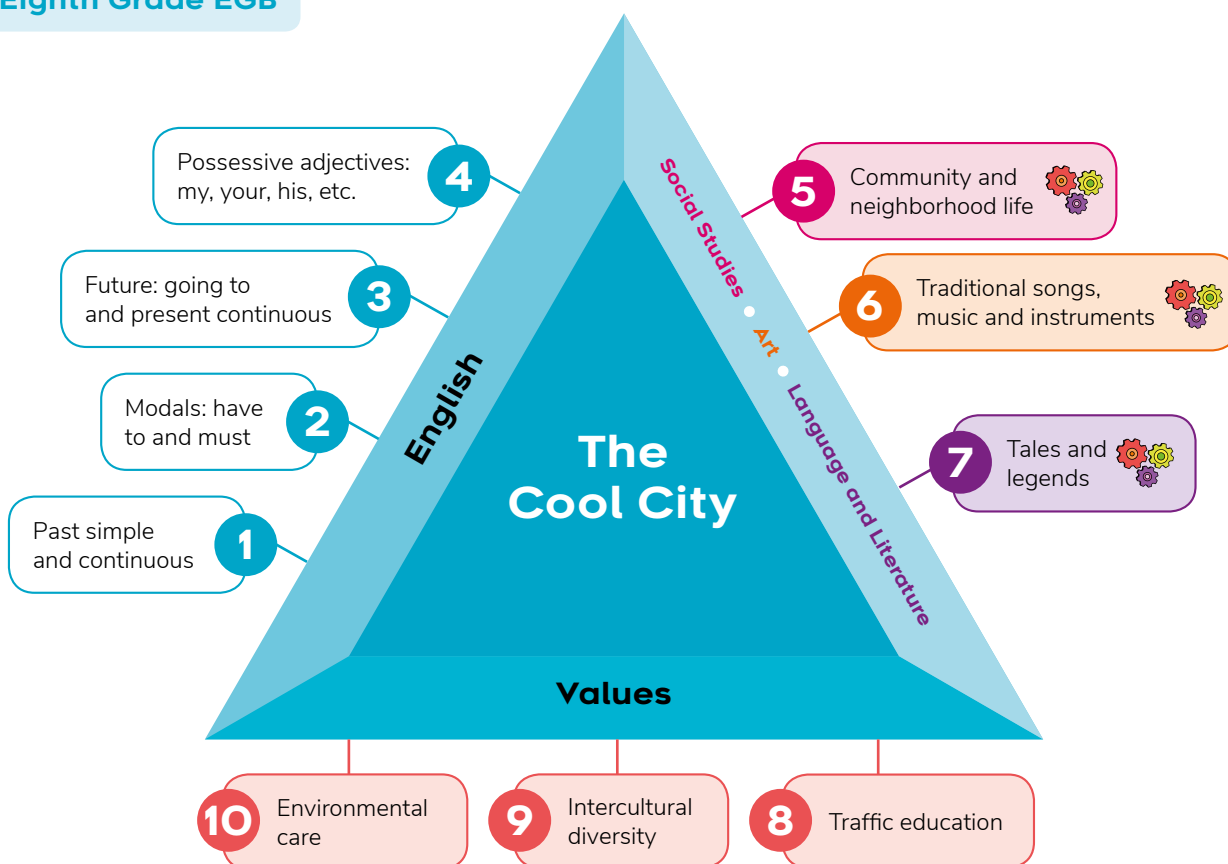 Eighth Grade EGB
4
Possessive adjectives:
my, your, his, etc.
3
Future: going to
and present continuous
2
Modals: have
to and must
1
Past simple
and continuous
English
The
Cool City
Social Studies • Art • Language and Literature
5
Community and
neighborhood life
6
Traditional songs,
music and instruments
7
Tales and
legends
Values
10
Environmental
care
9
Intercultural
diversity
8
Traffic education